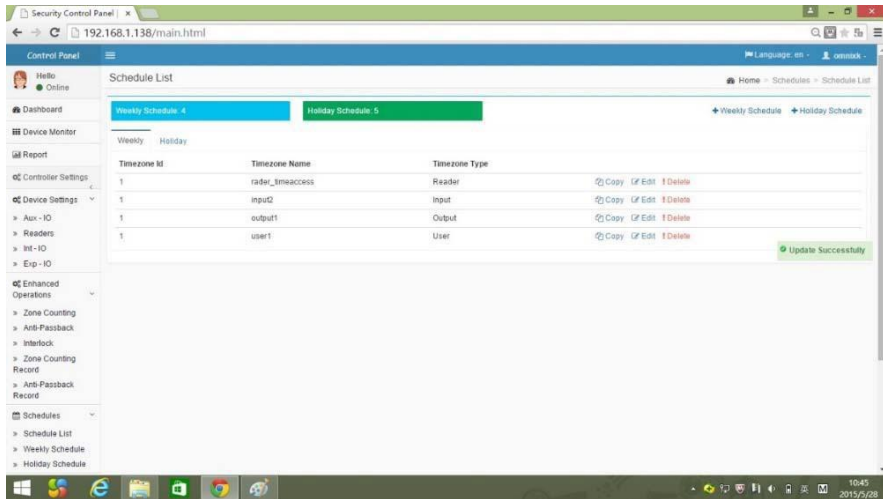 Security Control Panel |
192.168.1.138/main.html
Control Panel
Language: en
omnixk
Hello
Online
Schedule List
Home > Schedules > Schedule List
Dashboard
Device Monitor
Report
Controller Settings
Device Settings
» Aux - IO
» Readers
» Int - IO
» Exp - IO
Enhanced
Operations
» Zone Counting
» Anti-Passback
» Interlock
» Zone Counting
Record
» Anti-Passback
Record
Schedules
» Schedule List
» Weekly Schedule
» Holiday Schedule
Weekly Schedule: 4
Holiday Schedule: 5
+ Weekly Schedule + Holiday Schedule
Weekly Holiday
Timezone Id Timezone Name Timezone Type
1 rader_timeaccess Reader Copy Edit Delete
1 input2 Input Copy Edit Delete
1 output1 Output Copy Edit Delete
1 user1 User Copy Edit Delete
Update Successfully
10:45
2015/5/28